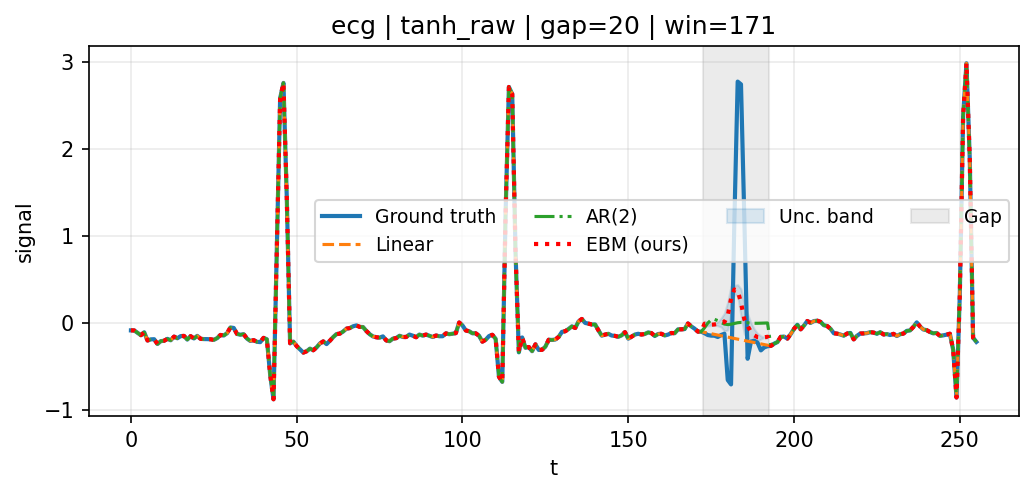 ecg | tanh_raw | gap=20 | win=171
3
2
1
0
−1
signal
Ground truth
Linear
AR(2)
EBM (ours)
Unc. band
Gap
0 50 100 150 200 250
t